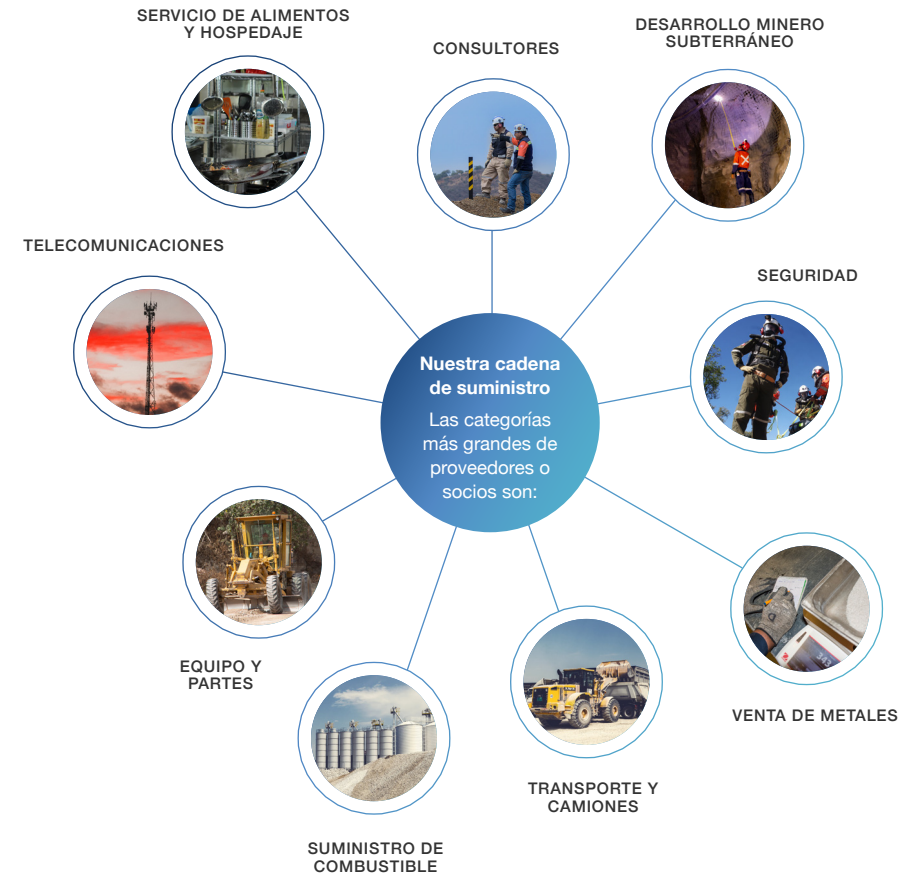 SERVICIO DE ALIMENTOS
Y HOSPEDAJE
CONSULTORES
DESARROLLO MINERO
SUBTERRÁNEO
TELECOMUNICACIONES
SEGURIDAD
Nuestra cadena
de suministro
Las categorías
más grandes de
proveedores o
socios son:
EQUIPO Y
PARTES
VENTA DE METALES
TRANSPORTE Y
CAMIONES
SUMINISTRO DE
COMBUSTIBLE